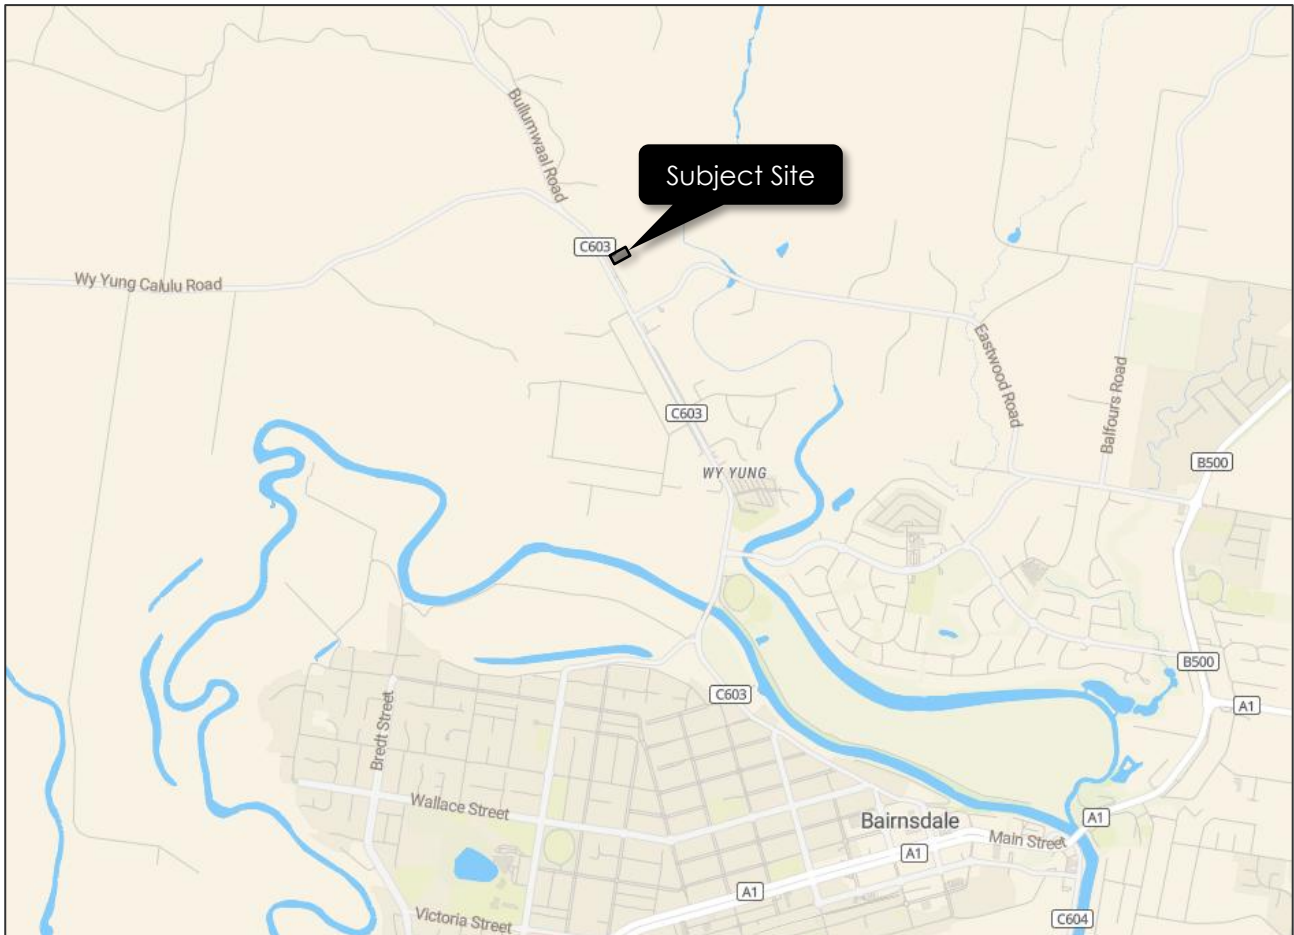 Bullumwaal Road
Subject Site
C603
Wy Yung Calulu Road
Eastwood Road
Balfours Road
C603
B500
WY YUNG
B500
C603
A1
Bredt Street
Wallace Street
Bairnsdale
A1
Main Street
A1
A1
Victoria Street
C604